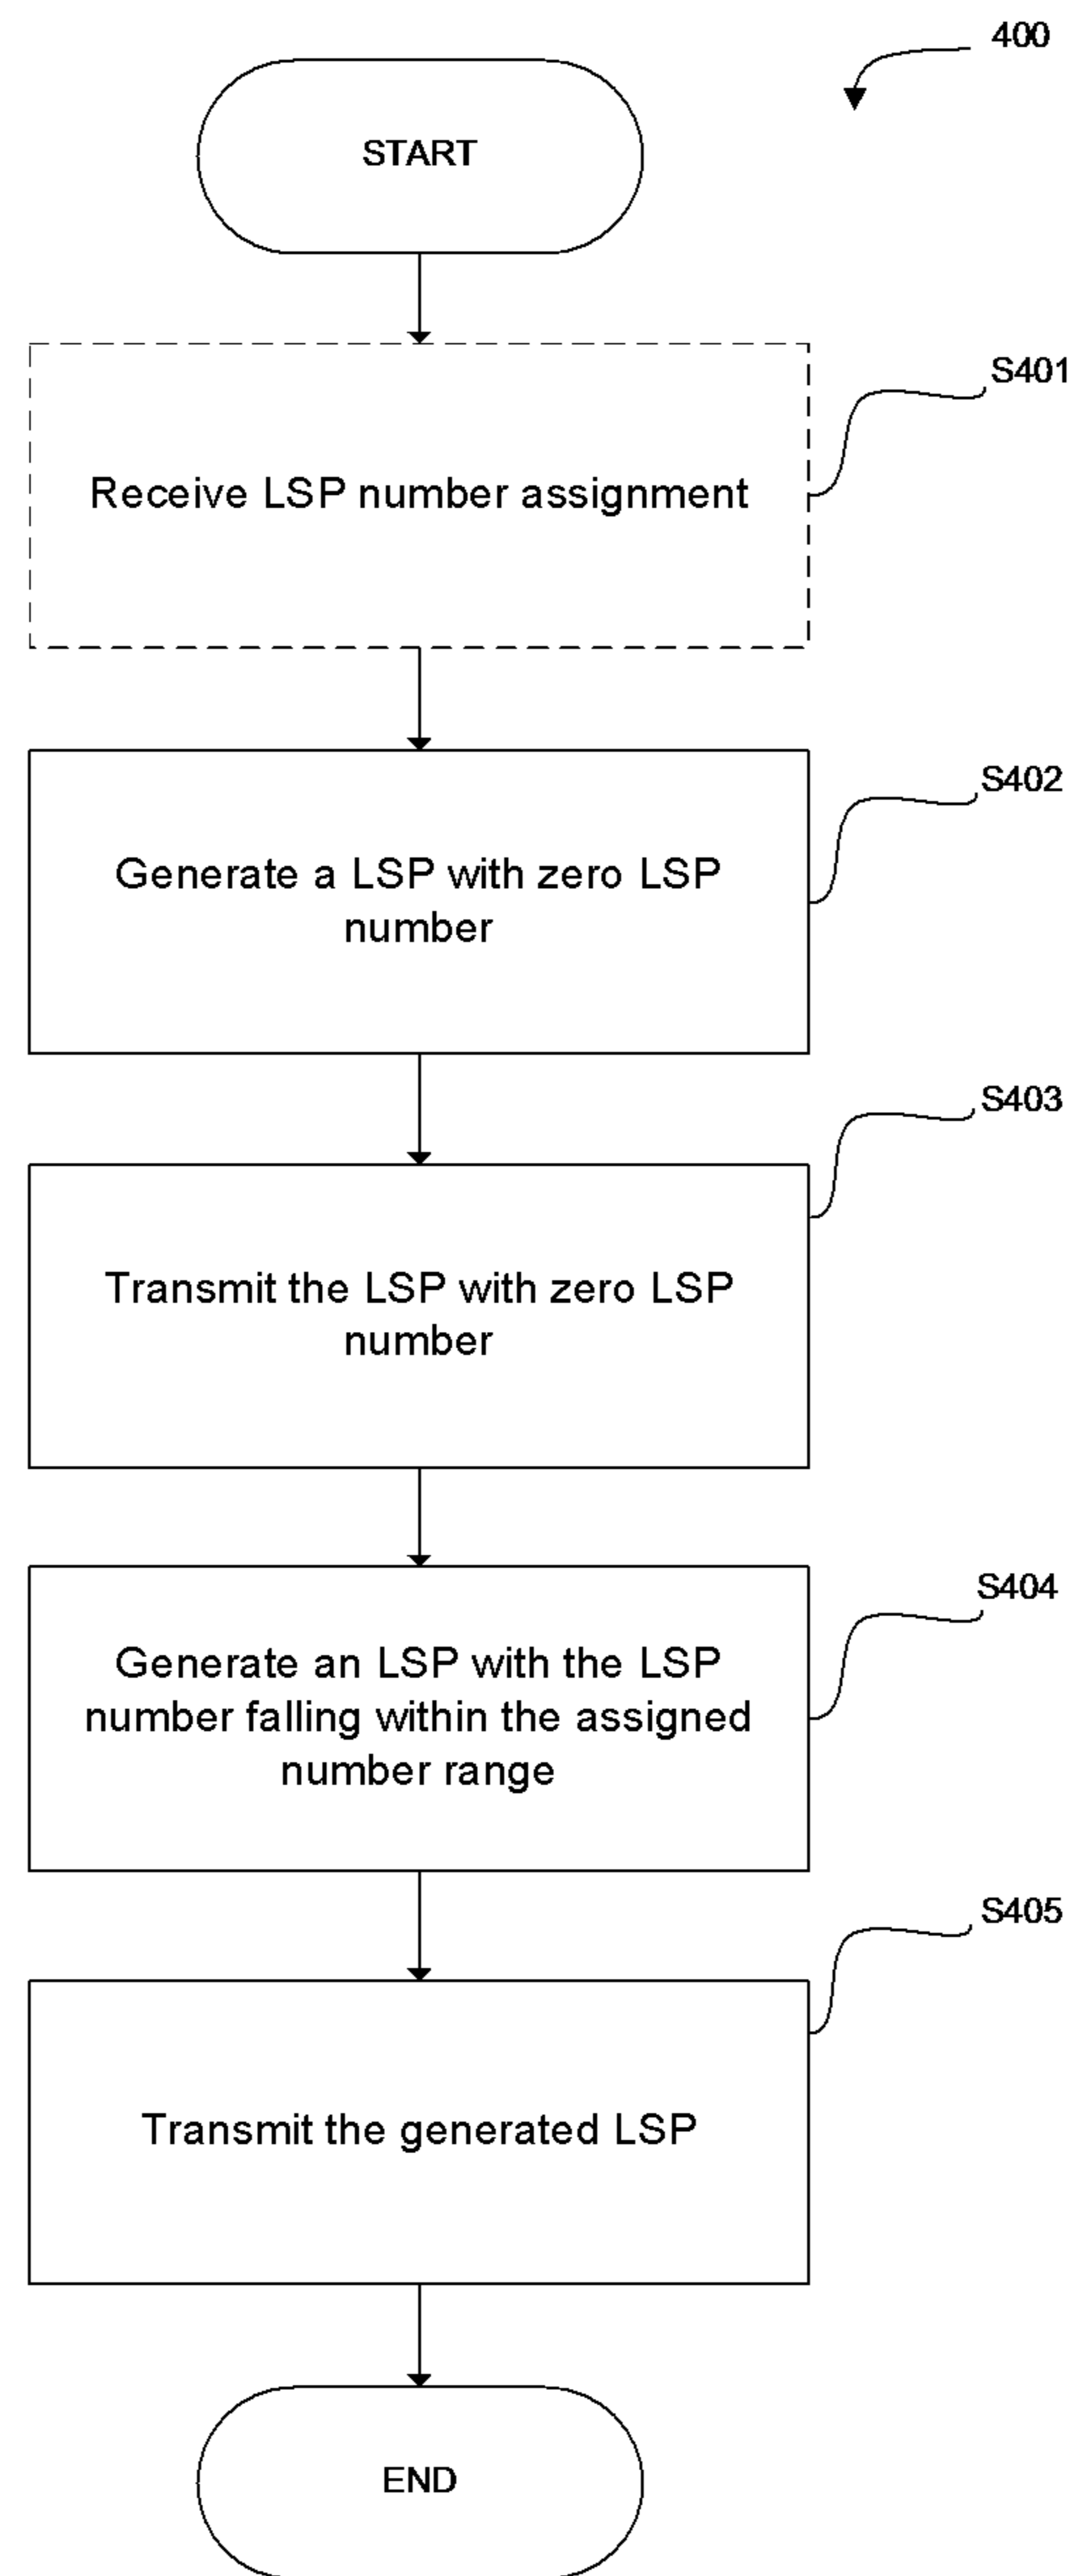 400
START
S401
Receive LSP number assignment
S402
Generate a LSP with zero LSP
number
S403
Transmit the LSP with zero LSP
number
S404
Generate an LSP with the LSP
number falling within the assigned
number range
S405
Transmit the generated LSP
END